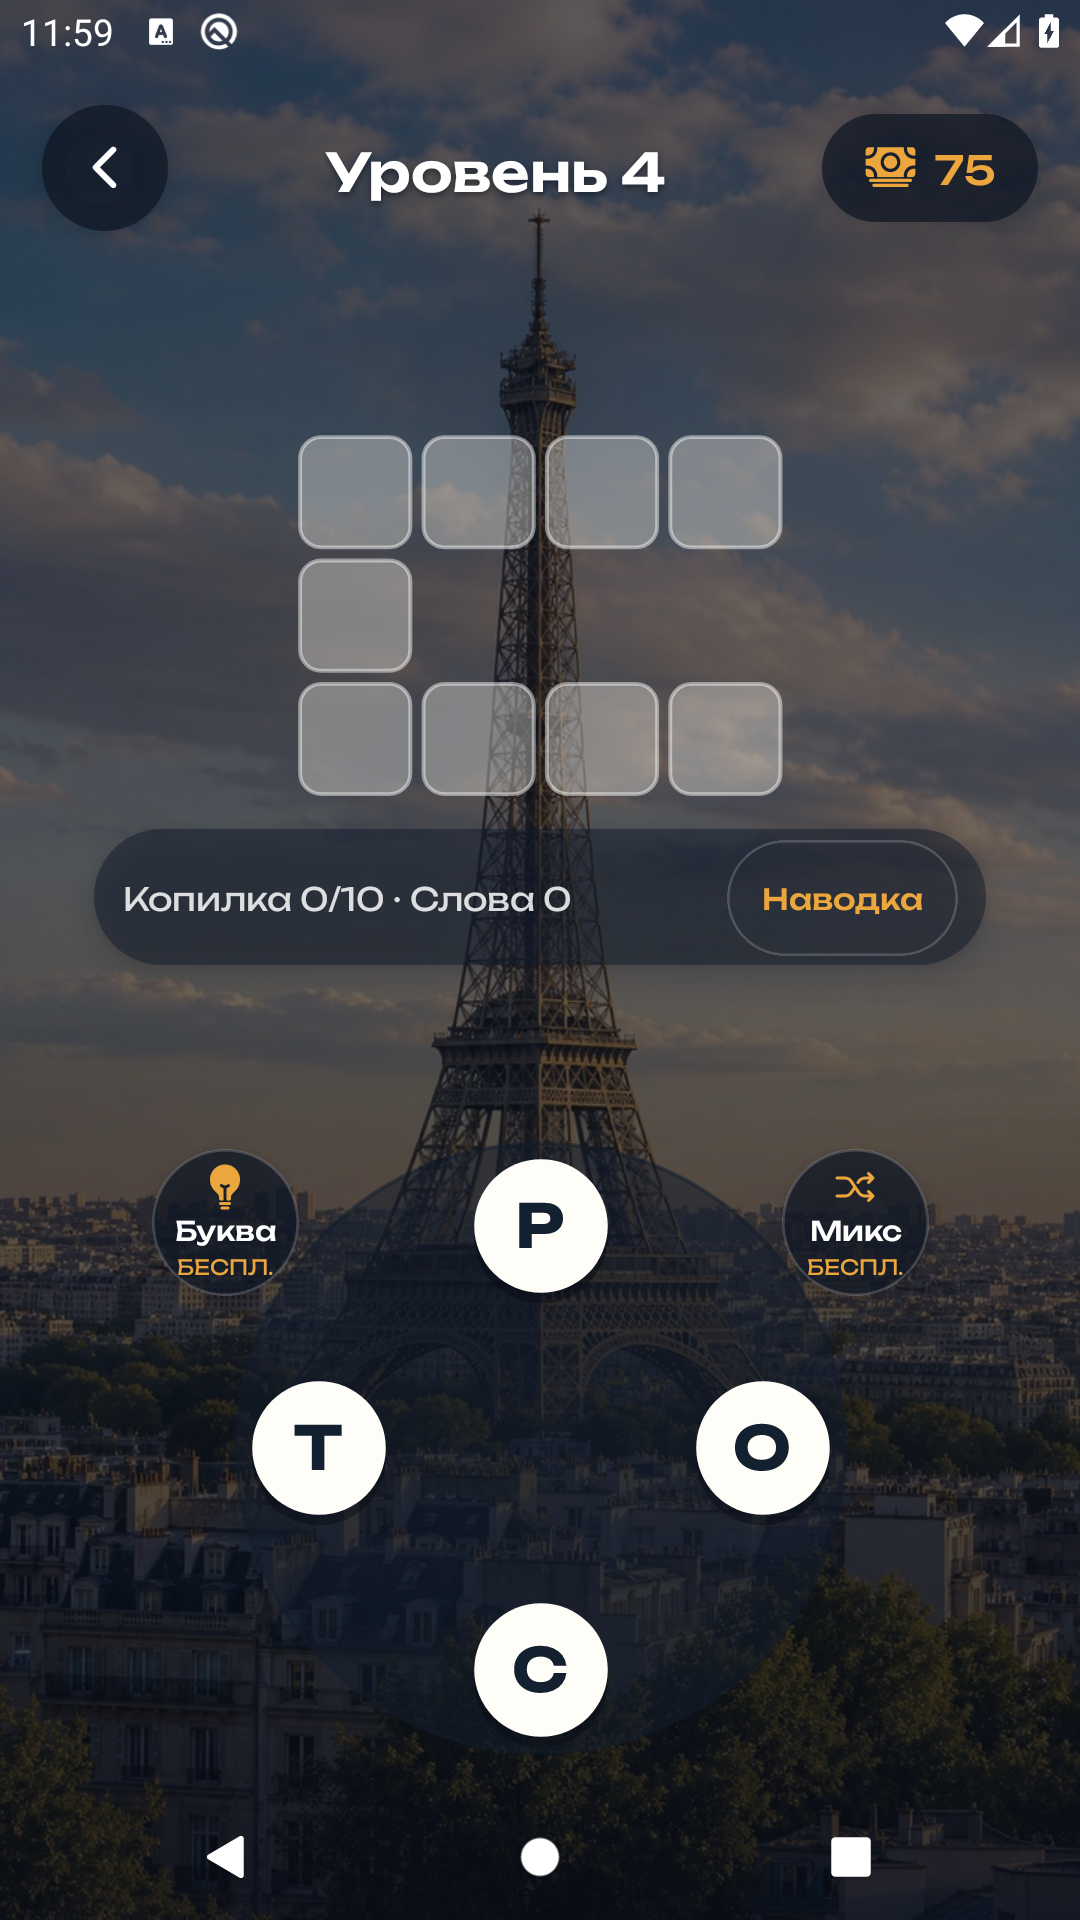 11:59
Уровень 4
75
Копилка 0/10 · Слова 0
Наводка
Буква
БЕСПЛ.
Р
Микс
БЕСПЛ.
Т
О
С